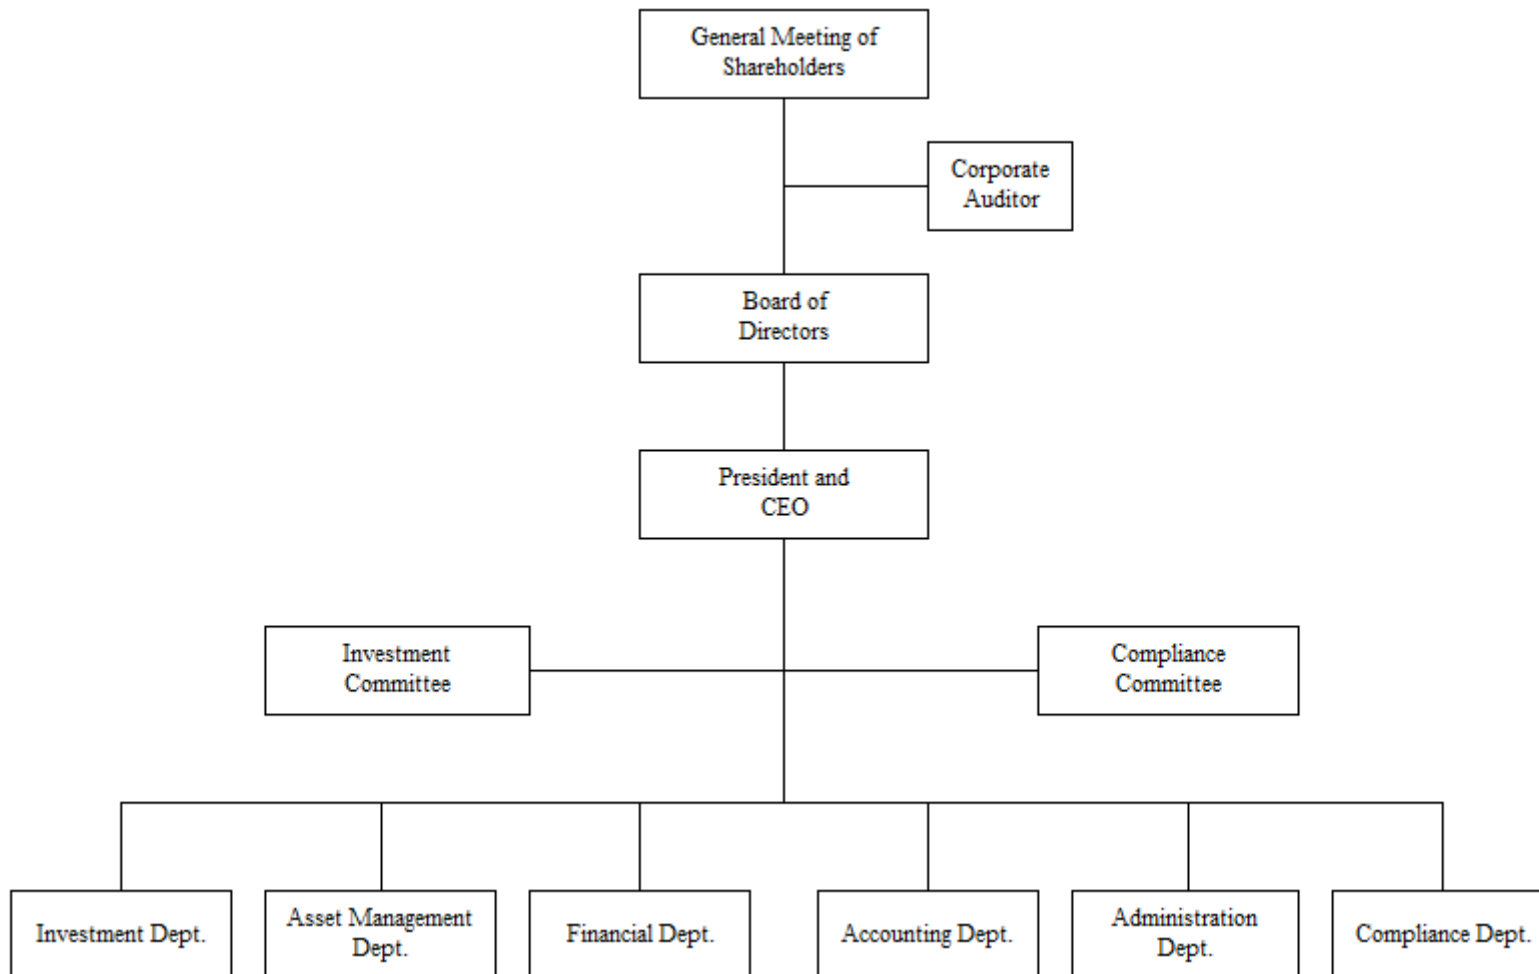 General Meeting of
Shareholders
Corporate
Auditor
Board of
Directors
President and
CEO
Investment
Committee
Compliance
Committee
Investment Dept.
Asset Management
Dept.
Financial Dept.
Accounting Dept.
Administration
Dept.
Compliance Dept.